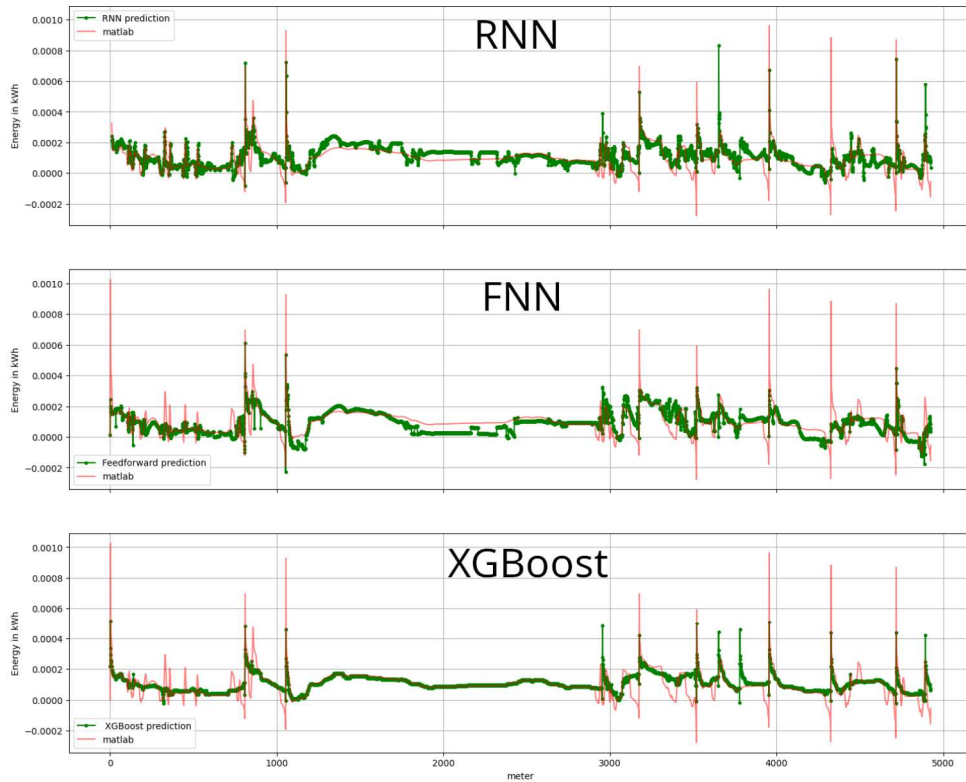 RNN
RNN prediction
matlab
Energy in kWh
0.0010
0.0008
0.0006
0.0004
0.0002
0.0000
−0.0002
FNN
Energy in kWh
0.0010
0.0008
0.0006
0.0004
0.0002
0.0000
−0.0002
Feedforward prediction
matlab
XGBoost
Energy in kWh
0.0010
0.0008
0.0006
0.0004
0.0002
0.0000
−0.0002
XGBoost prediction
matlab
0 1000 2000 3000 4000 5000
meter